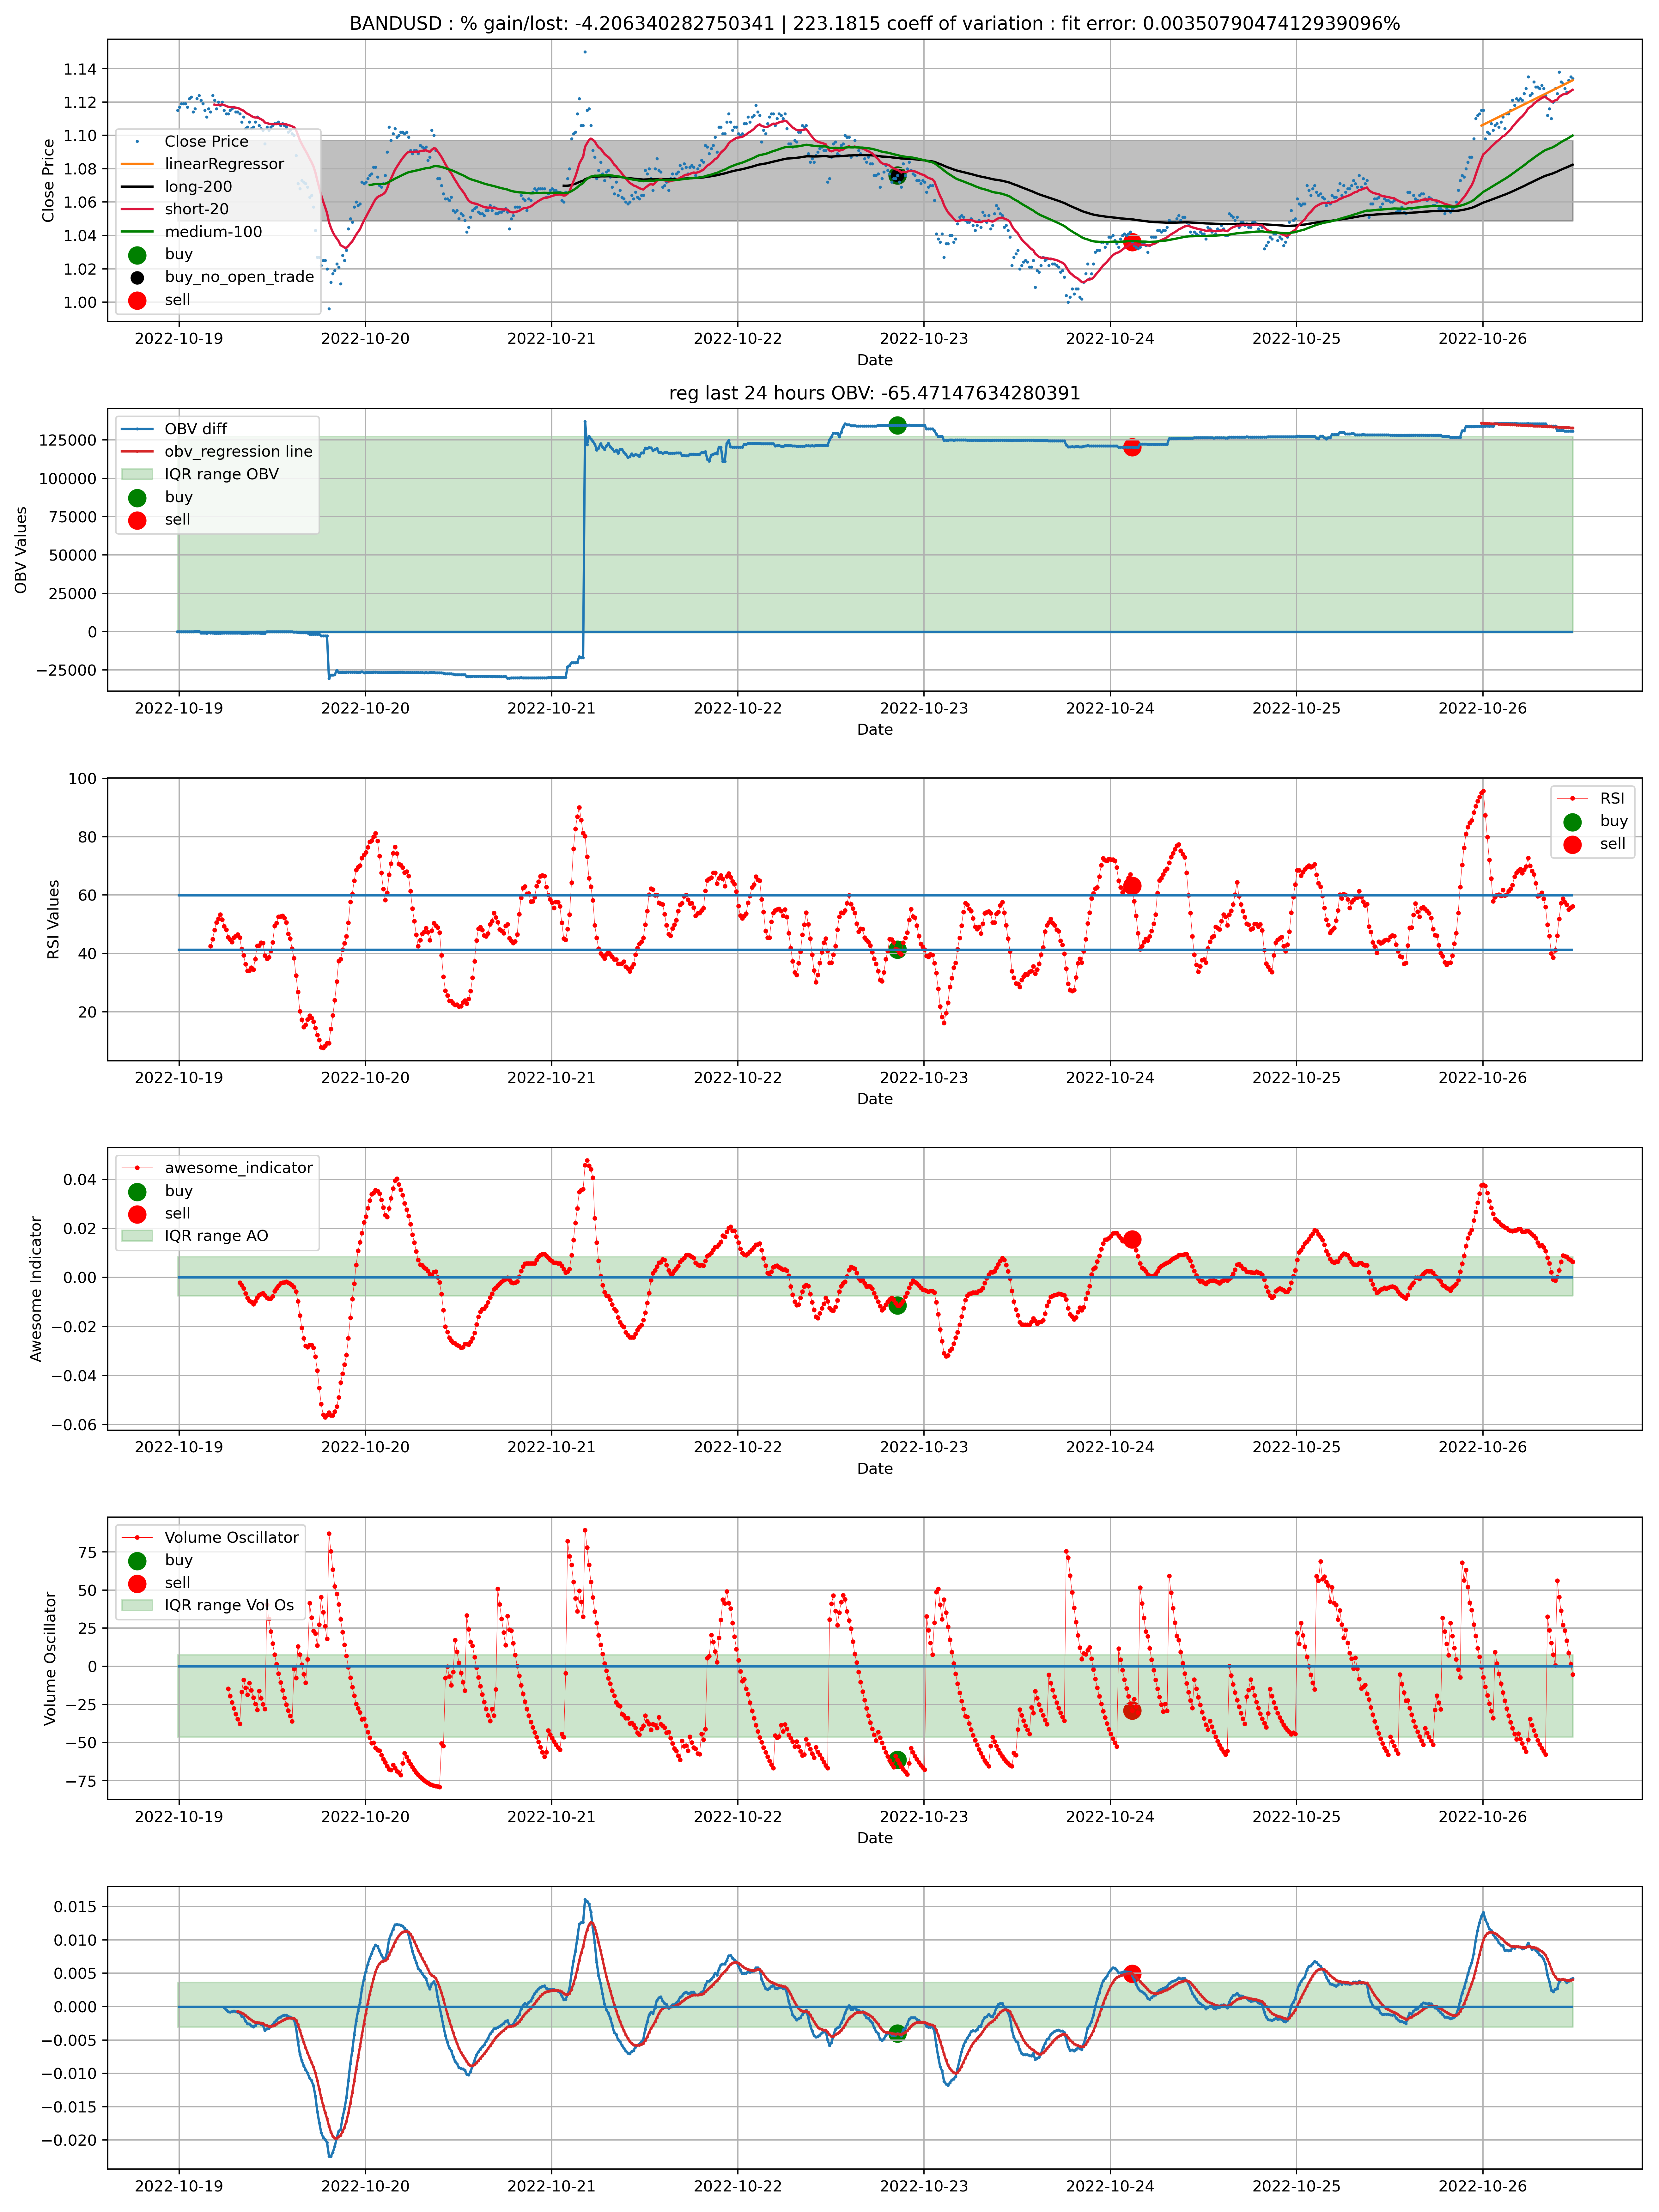 BANDUSD : % gain/lost: -4.206340282750341 | 223.1815 coeff of variation : fit error: 0.0035079047412939096%
Close Price
1.14
1.12
1.10
1.08
1.06
1.04
1.02
1.00
Close Price
linearRegressor
long-200
short-20
medium-100
buy
buy_no_open_trade
sell
2022-10-19 2022-10-20 2022-10-21 2022-10-22 2022-10-23 2022-10-24 2022-10-25 2022-10-26
Date
reg last 24 hours OBV: -65.47147634280391
OBV Values
125000
100000
75000
50000
25000
0
−25000
OBV diff
obv_regression line
IQR range OBV
buy
sell
2022-10-19 2022-10-20 2022-10-21 2022-10-22 2022-10-23 2022-10-24 2022-10-25 2022-10-26
Date
RSI Values
100
80
60
40
20
RSI
buy
sell
2022-10-19 2022-10-20 2022-10-21 2022-10-22 2022-10-23 2022-10-24 2022-10-25 2022-10-26
Date
Awesome Indicator
0.04
0.02
0.00
−0.02
−0.04
−0.06
awesome_indicator
buy
sell
IQR range AO
2022-10-19 2022-10-20 2022-10-21 2022-10-22 2022-10-23 2022-10-24 2022-10-25 2022-10-26
Date
Volume Oscillator
75
50
25
0
−25
−50
−75
Volume Oscillator
buy
sell
IQR range Vol Os
2022-10-19 2022-10-20 2022-10-21 2022-10-22 2022-10-23 2022-10-24 2022-10-25 2022-10-26
Date
0.015
0.010
0.005
0.000
−0.005
−0.010
−0.015
−0.020
2022-10-19 2022-10-20 2022-10-21 2022-10-22 2022-10-23 2022-10-24 2022-10-25 2022-10-26